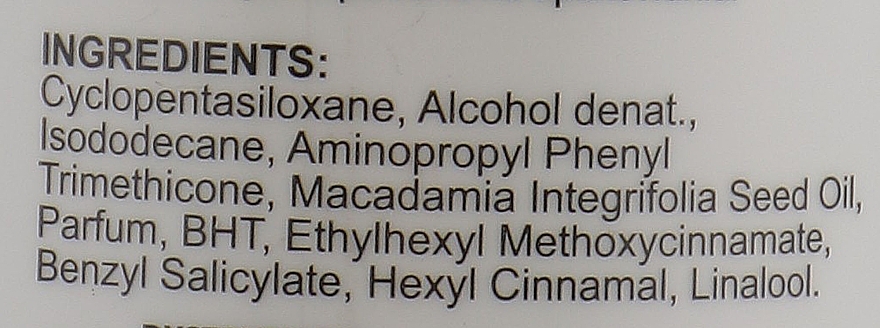 INGREDIENTS:
Cyclopentasiloxane, Alcohol denat.,
Isododecane, Aminopropyl Phenyl
Trimethicone, Macadamia Integrifolia Seed Oil,
Parfum, BHT, Ethylhexyl Methoxycinnamate,
Benzyl Salicylate, Hexyl Cinnamal, Linalool.